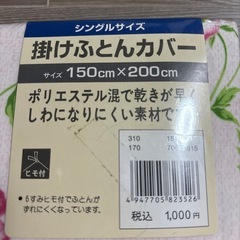 シングルサイズ
掛けふとんカバー
サイズ 150cm×200cm
ポリエステル混で乾きが早く
しわになりにくい素材で
310
170
ヒモ付
●5すみヒモ付でふとんが
ずれにくくなっています。
4 947705 823526
税込 1,000円